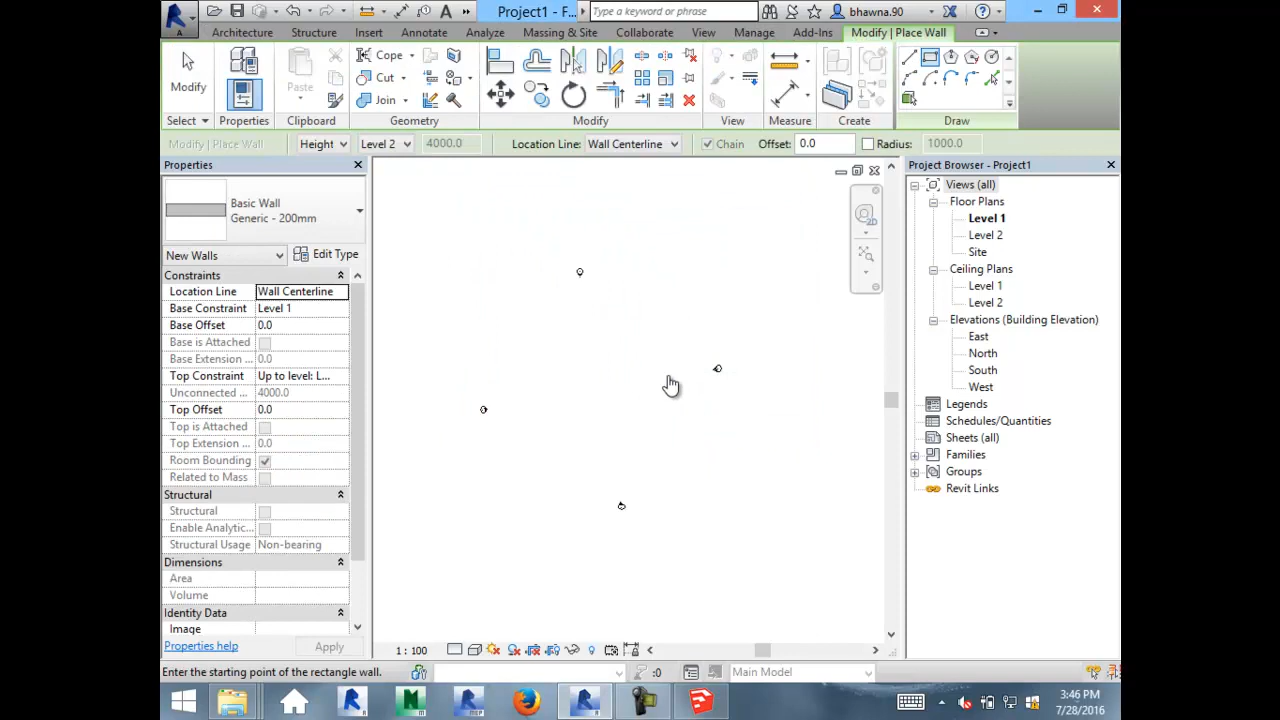 Project1 - F...
Type a keyword or phrase
bhawna.90
Architecture Structure Insert Annotate Analyze Massing & Site Collaborate View Manage Add-Ins Modify | Place Wall
Modify
Paste
Cope
Cut
Join
Select Properties Clipboard Geometry Modify View Measure Create Draw
Modify | Place Wall Height Level 2 4000.0 Location Line: Wall Centerline Chain Offset: 0.0 Radius: 1000.0
Properties
Basic Wall
Generic - 200mm
New Walls Edit Type
Constraints
Location Line Wall Centerline
Base Constraint Level 1
Base Offset 0.0
Base is Attached
Base Extension ... 0.0
Top Constraint Up to level: L...
Unconnected ... 4000.0
Top Offset 0.0
Top is Attached
Top Extension ... 0.0
Room Bounding
Related to Mass
Structural
Structural
Enable Analytic...
Structural Usage Non-bearing
Dimensions
Area
Volume
Identity Data
Image
Properties help Apply
2D
1 : 100
Project Browser - Project1
Views (all)
Floor Plans
Level 1
Level 2
Site
Ceiling Plans
Level 1
Level 2
Elevations (Building Elevation)
East
North
South
West
Legends
Schedules/Quantities
Sheets (all)
Families
Groups
Revit Links
Enter the starting point of the rectangle wall. :0 Main Model
3:46 PM
7/28/2016